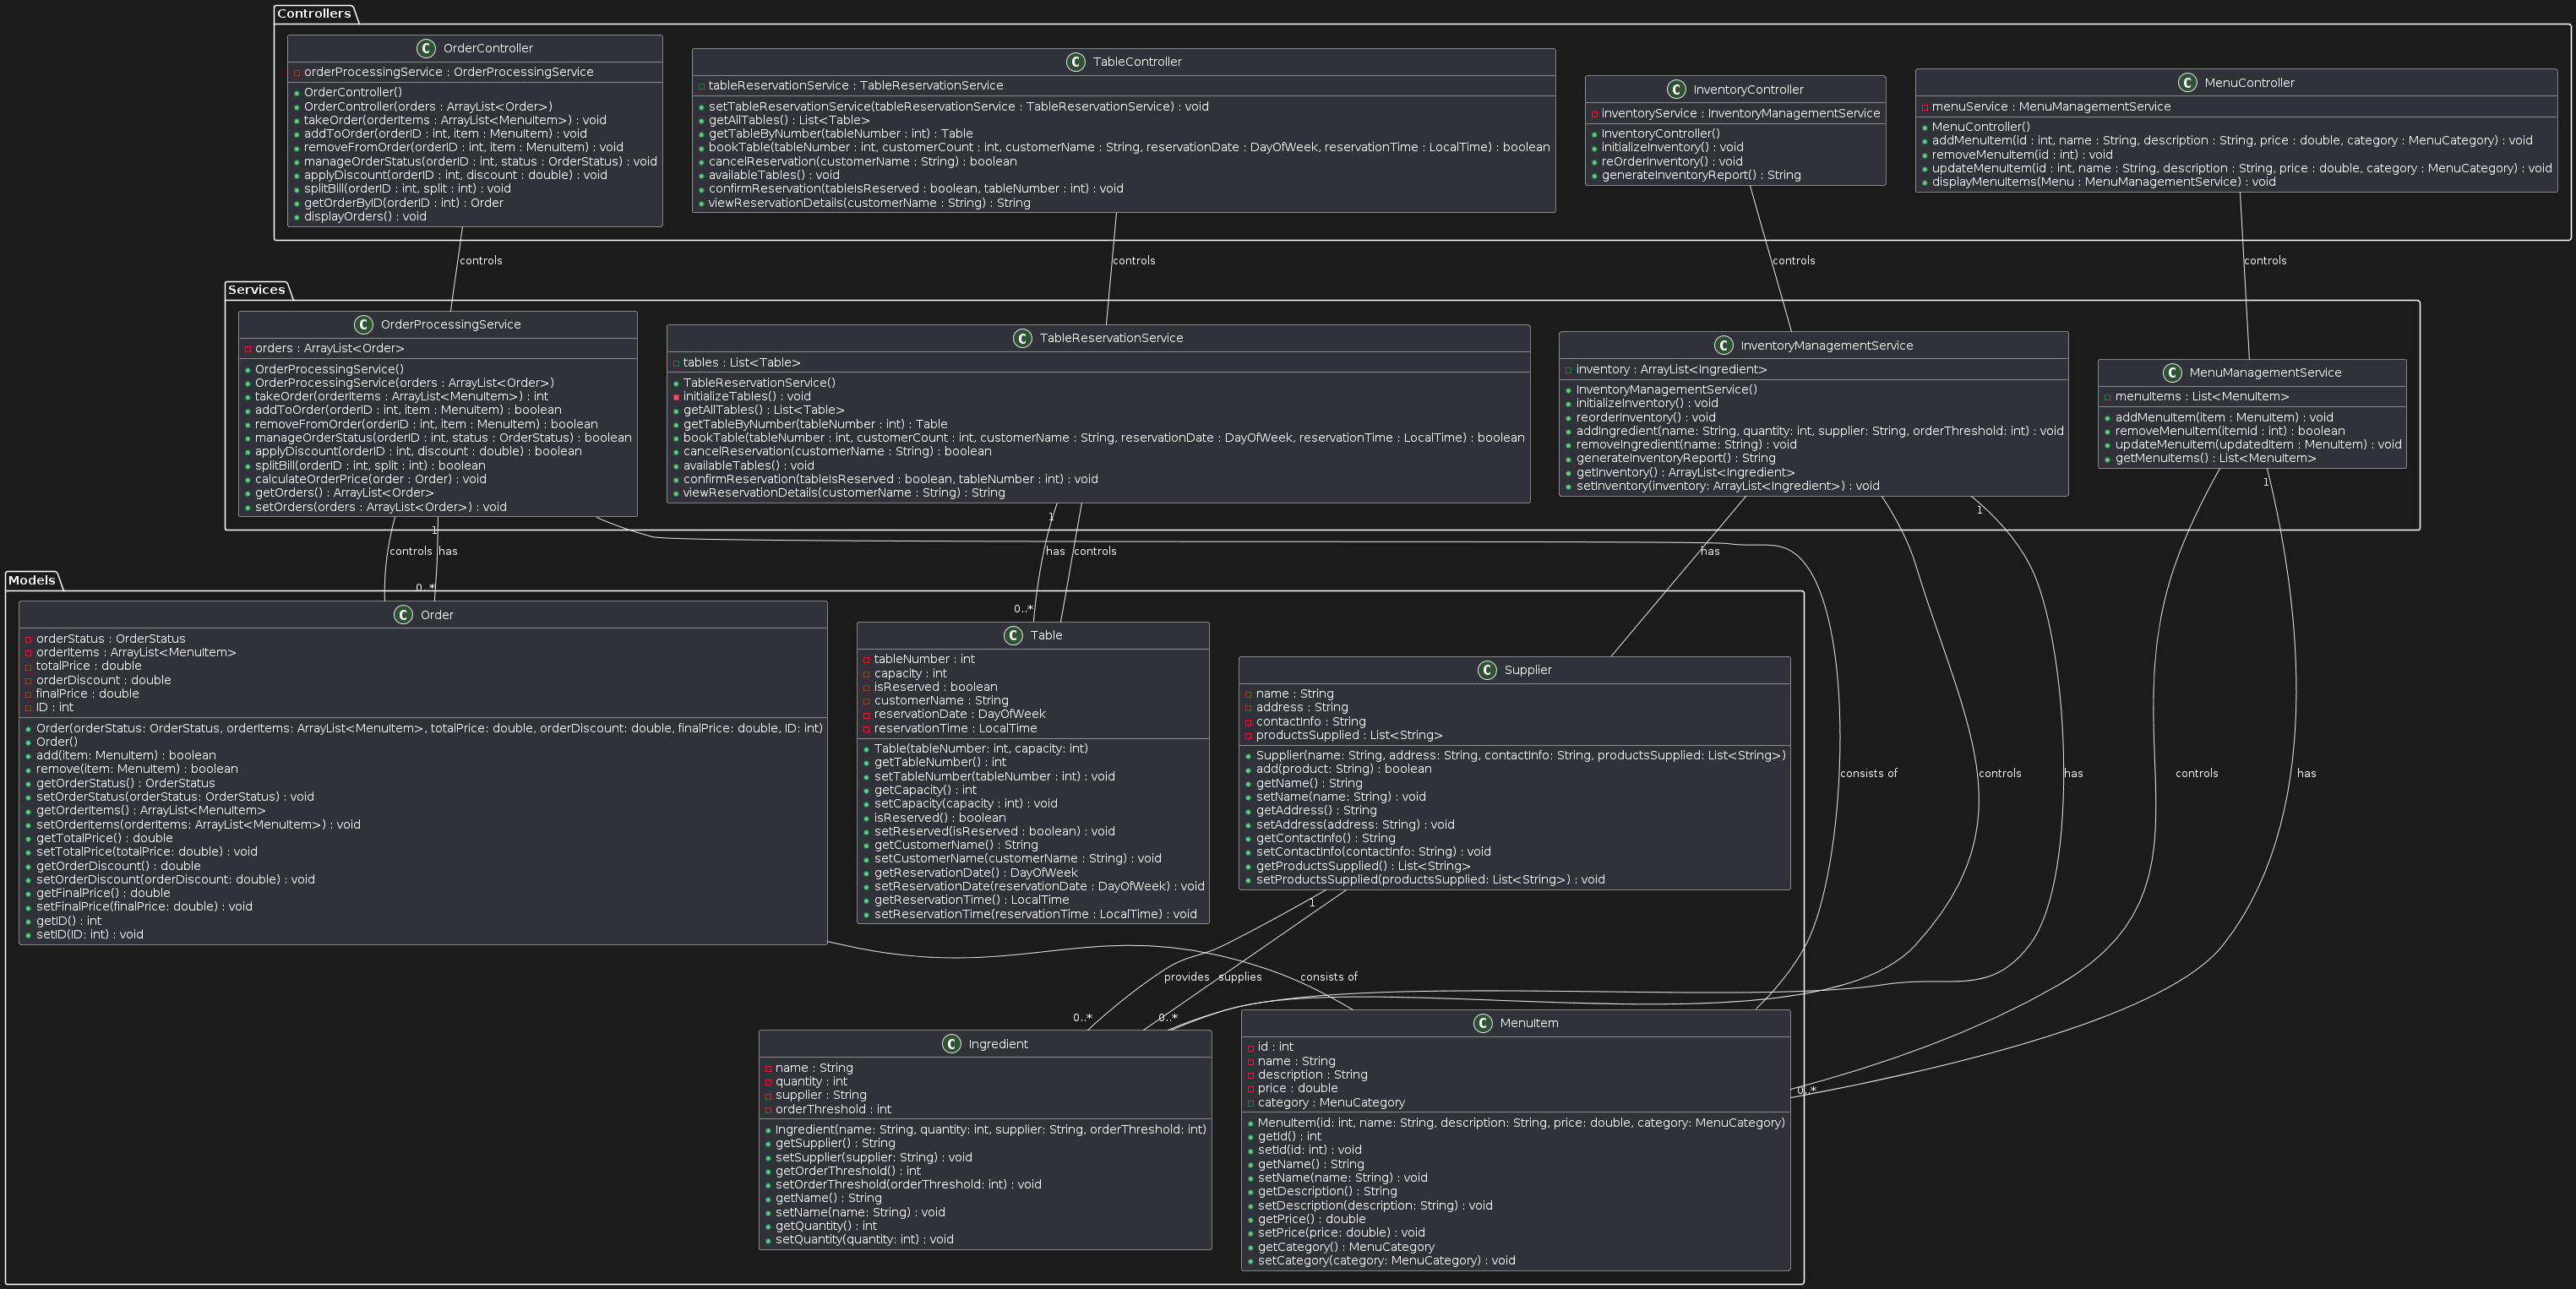 Controllers
OrderController
orderProcessingService : OrderProcessingService
OrderController()
OrderController(orders : ArrayList<Order>)
takeOrder(orderItems : ArrayList<MenuItem>) : void
addToOrder(orderID : int, item : MenuItem) : void
removeFromOrder(orderID : int, item : MenuItem) : void
manageOrderStatus(orderID : int, status : OrderStatus) : void
applyDiscount(orderID : int, discount : double) : void
splitBill(orderID : int, split : int) : void
getOrderByID(orderID : int) : Order
displayOrders() : void
TableController
tableReservationService : TableReservationService
setTableReservationService(tableReservationService : TableReservationService) : void
getAllTables() : List<Table>
getTableByNumber(tableNumber : int) : Table
bookTable(tableNumber : int, customerCount : int, customerName : String, reservationDate : DayOfWeek, reservationTime : LocalTime) : boolean
cancelReservation(customerName : String) : boolean
availableTables() : void
confirmReservation(tableIsReserved : boolean, tableNumber : int) : void
viewReservationDetails(customerName : String) : String
InventoryController
inventoryService : InventoryManagementService
InventoryController()
initializeInventory() : void
reOrderInventory() : void
generateInventoryReport() : String
MenuController
menuService : MenuManagementService
MenuController()
addMenuItem(id : int, name : String, description : String, price : double, category : MenuCategory) : void
removeMenuItem(id : int) : void
updateMenuItem(id : int, name : String, description : String, price : double, category : MenuCategory) : void
displayMenuItems(Menu : MenuManagementService) : void
controls
controls
controls
controls
Services
OrderProcessingService
orders : ArrayList<Order>
OrderProcessingService()
OrderProcessingService(orders : ArrayList<Order>)
takeOrder(orderItems : ArrayList<MenuItem>) : int
addToOrder(orderID : int, item : MenuItem) : boolean
removeFromOrder(orderID : int, item : MenuItem) : boolean
manageOrderStatus(orderID : int, status : OrderStatus) : boolean
applyDiscount(orderID : int, discount : double) : boolean
splitBill(orderID : int, split : int) : boolean
calculateOrderPrice(order : Order) : void
getOrders() : ArrayList<Order>
setOrders(orders : ArrayList<Order>) : void
TableReservationService
tables : List<Table>
TableReservationService()
initializeTables() : void
getAllTables() : List<Table>
getTableByNumber(tableNumber : int) : Table
bookTable(tableNumber : int, customerCount : int, customerName : String, reservationDate : DayOfWeek, reservationTime : LocalTime) : boolean
cancelReservation(customerName : String) : boolean
availableTables() : void
confirmReservation(tableIsReserved : boolean, tableNumber : int) : void
viewReservationDetails(customerName : String) : String
InventoryManagementService
inventory : ArrayList<Ingredient>
InventoryManagementService()
initializeInventory() : void
reorderInventory() : void
addIngredient(name: String, quantity: int, supplier: String, orderThreshold: int) : void
removeIngredient(name: String) : void
generateInventoryReport() : String
getInventory() : ArrayList<Ingredient>
setInventory(inventory: ArrayList<Ingredient>) : void
MenuManagementService
menuItems : List<MenuItem>
addMenuItem(item : MenuItem) : void
removeMenuItem(itemId : int) : boolean
updateMenuItem(updatedItem : MenuItem) : void
getMenuItems() : List<MenuItem>
1
1
1
1
controls
has
has
controls
has
0..*
0..*
Models
Order
orderStatus : OrderStatus
orderItems : ArrayList<MenuItem>
totalPrice : double
orderDiscount : double
finalPrice : double
ID : int
Order(orderStatus: OrderStatus, orderItems: ArrayList<MenuItem>, totalPrice: double, orderDiscount: double, finalPrice: double, ID: int)
Order()
add(item: MenuItem) : boolean
remove(item: MenuItem) : boolean
getOrderStatus() : OrderStatus
setOrderStatus(orderStatus: OrderStatus) : void
getOrderItems() : ArrayList<MenuItem>
setOrderItems(orderItems: ArrayList<MenuItem>) : void
getTotalPrice() : double
setTotalPrice(totalPrice: double) : void
getOrderDiscount() : double
setOrderDiscount(orderDiscount: double) : void
getFinalPrice() : double
setFinalPrice(finalPrice: double) : void
getID() : int
setID(ID: int) : void
Table
tableNumber : int
capacity : int
isReserved : boolean
customerName : String
reservationDate : DayOfWeek
reservationTime : LocalTime
Table(tableNumber: int, capacity: int)
getTableNumber() : int
setTableNumber(tableNumber : int) : void
getCapacity() : int
setCapacity(capacity : int) : void
isReserved() : boolean
setReserved(isReserved : boolean) : void
getCustomerName() : String
setCustomerName(customerName : String) : void
getReservationDate() : DayOfWeek
setReservationDate(reservationDate : DayOfWeek) : void
getReservationTime() : LocalTime
setReservationTime(reservationTime : LocalTime) : void
Supplier
name : String
address : String
contactInfo : String
productsSupplied : List<String>
Supplier(name: String, address: String, contactInfo: String, productsSupplied: List<String>)
add(product: String) : boolean
getName() : String
setName(name: String) : void
getAddress() : String
setAddress(address: String) : void
getContactInfo() : String
setContactInfo(contactInfo: String) : void
getProductsSupplied() : List<String>
setProductsSupplied(productsSupplied: List<String>) : void
consists of
controls
has
controls
has
1
provides
supplies
consists of
0..*
0..*
0..*
Ingredient
name : String
quantity : int
supplier : String
orderThreshold : int
Ingredient(name: String, quantity: int, supplier: String, orderThreshold: int)
getSupplier() : String
setSupplier(supplier: String) : void
getOrderThreshold() : int
setOrderThreshold(orderThreshold: int) : void
getName() : String
setName(name: String) : void
getQuantity() : int
setQuantity(quantity: int) : void
MenuItem
id : int
name : String
description : String
price : double
category : MenuCategory
MenuItem(id: int, name: String, description: String, price: double, category: MenuCategory)
getId() : int
setId(id: int) : void
getName() : String
setName(name: String) : void
getDescription() : String
setDescription(description: String) : void
getPrice() : double
setPrice(price: double) : void
getCategory() : MenuCategory
setCategory(category: MenuCategory) : void